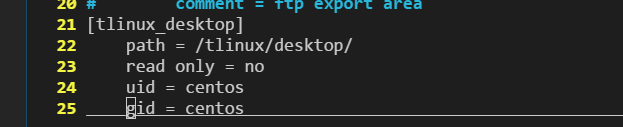 20 #       comment = ftp export area
21 [tlinux_desktop]
22     path = /tlinux/desktop/
23     read only = no
24     uid = centos
25     gid = centos